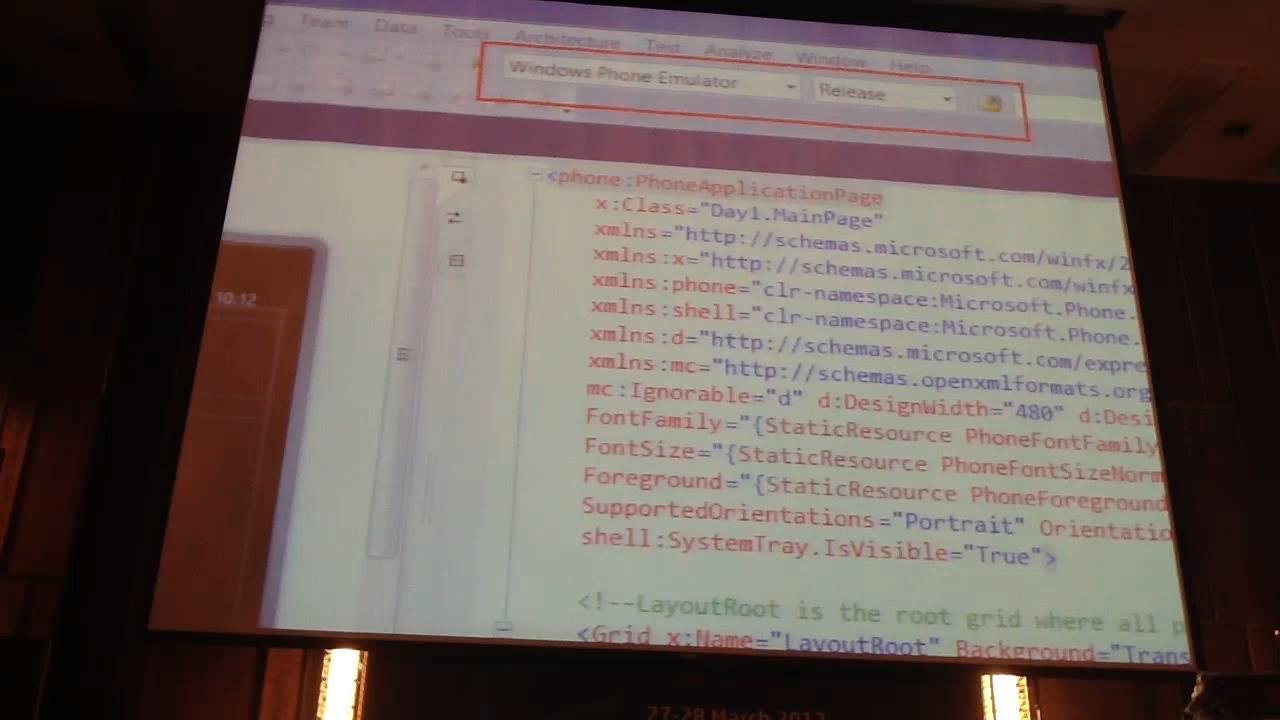 Team Data Tools Architecture Test Analyze Window Help
Windows Phone Emulator Release
10:12
<phone:PhoneApplicationPage
x:Class="Day1.MainPage"
xmlns="http://schemas.microsoft.com/winfx/2
xmlns:x="http://schemas.microsoft.com/winfx
xmlns:phone="clr-namespace:Microsoft.Phone.
xmlns:shell="clr-namespace:Microsoft.Phone.
xmlns:d="http://schemas.microsoft.com/expre
xmlns:mc="http://schemas.openxmlformats.org
mc:Ignorable="d" d:DesignWidth="480" d:Desi
FontFamily="{StaticResource PhoneFontFamily
FontSize="{StaticResource PhoneFontSizeNorm
Foreground="{StaticResource PhoneForeground
SupportedOrientations="Portrait" Orientatio
shell:SystemTray.IsVisible="True">
<!--LayoutRoot is the root grid where all p
<Grid x:Name="LayoutRoot" Background="Trans
27-28 March 2012